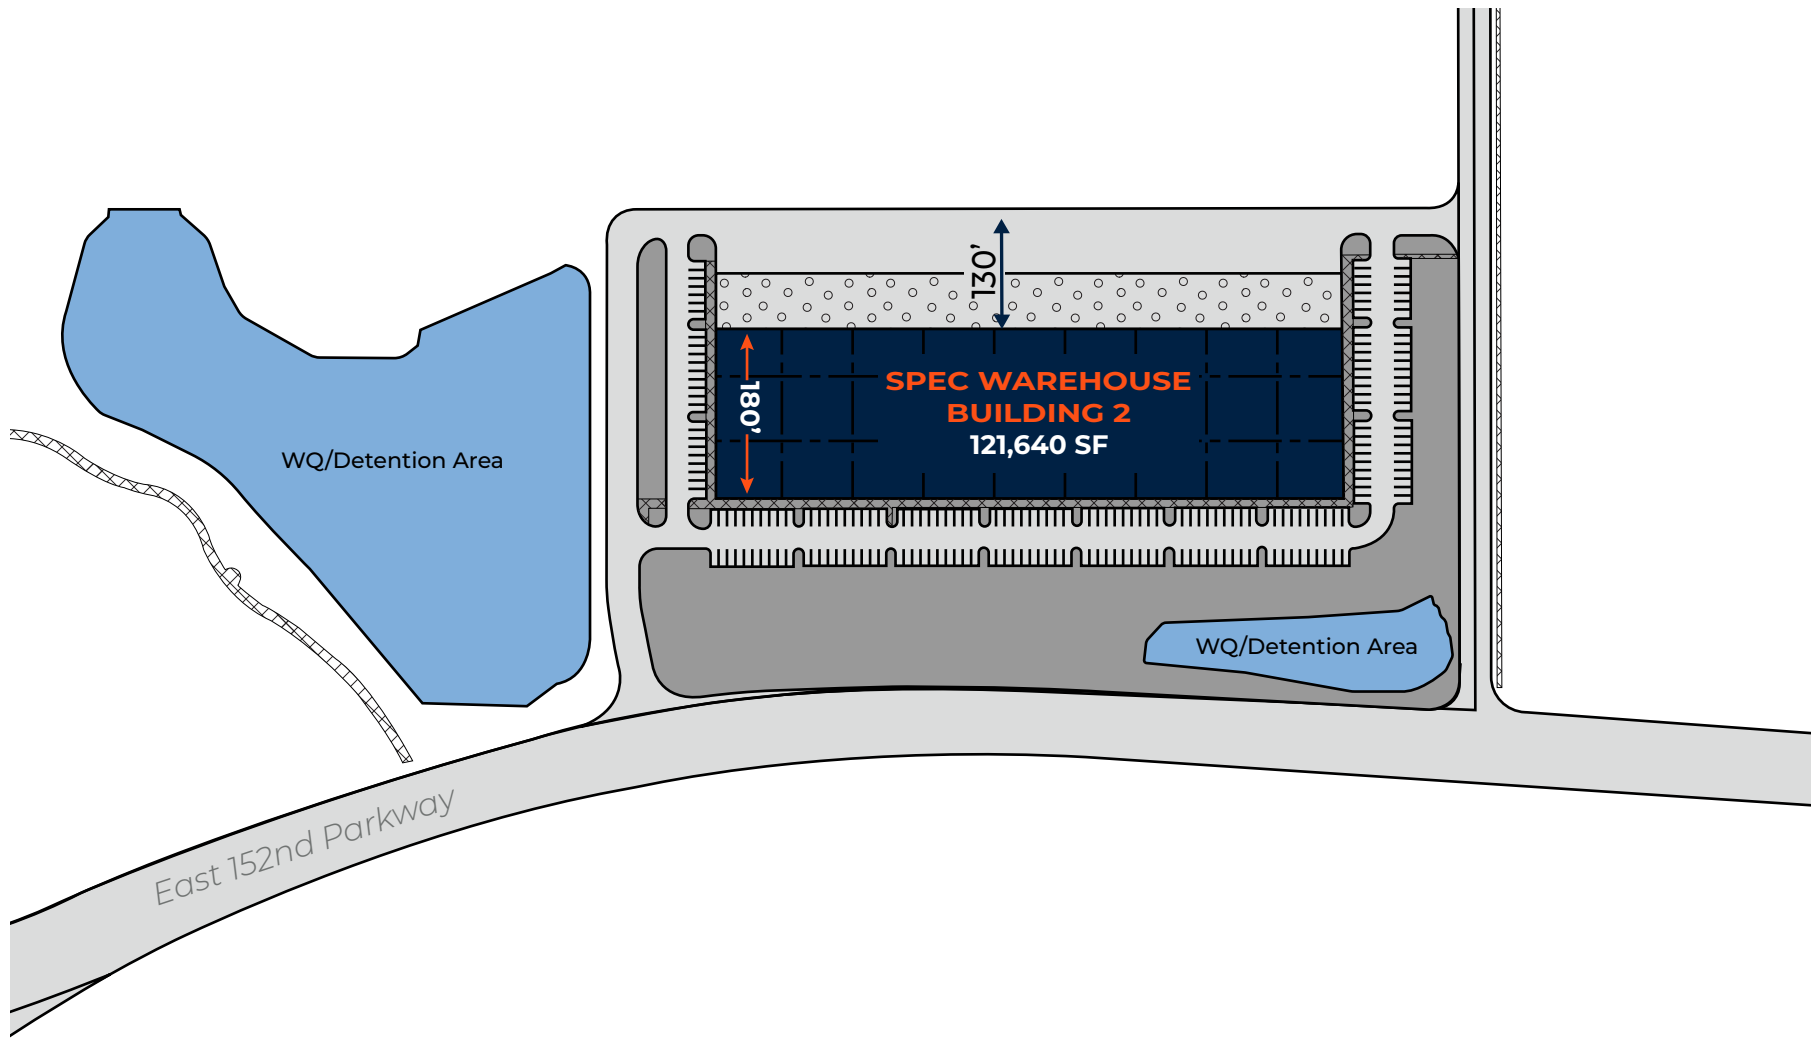 130’
180’
SPEC WAREHOUSE
BUILDING 2
121,640 SF
WQ/Detention Area
WQ/Detention Area
East 152nd Parkway